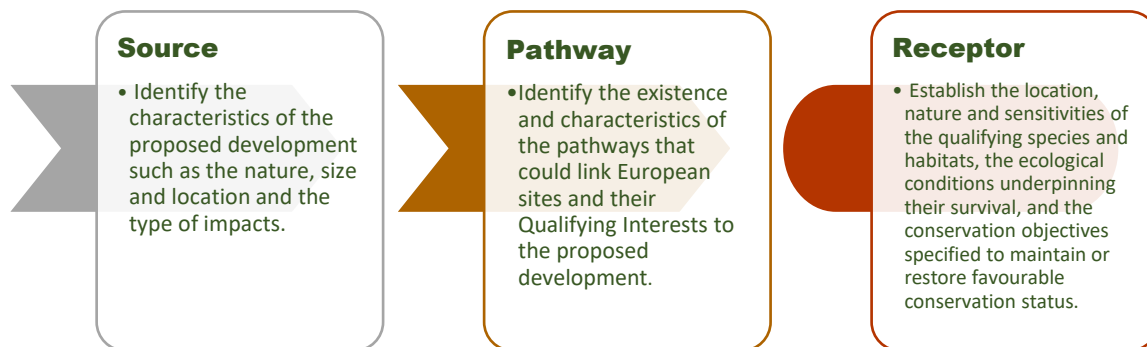 Source
• Identify the
characteristics of the
proposed development
such as the nature, size
and location and the
type of impacts.
Pathway
•Identify the existence
and characteristics of
the pathways that
could link European
sites and their
Qualifying Interests to
the proposed
development.
Receptor
• Establish the location,
nature and sensitivities of
the qualifying species and
habitats, the ecological
conditions underpinning
their survival, and the
conservation objectives
specified to maintain or
restore favourable
conservation status.